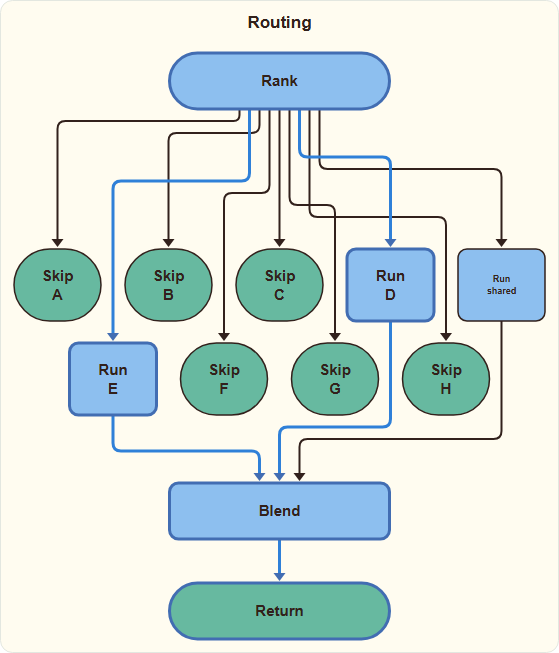 Routing
Rank
Skip
A
Skip
B
Skip
C
Run
D
Run
shared
Run
E
Skip
F
Skip
G
Skip
H
Blend
Return